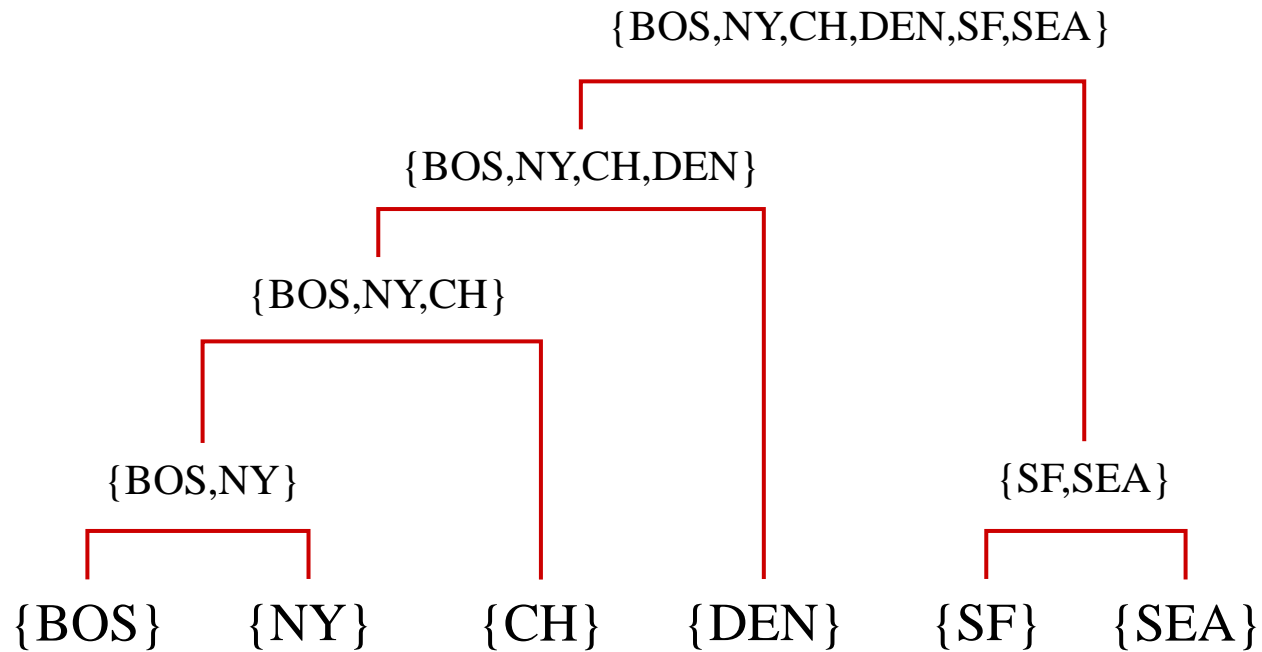 {BOS,NY,CH,DEN,SF,SEA}
{BOS,NY,CH,DEN}
{BOS,NY,CH}
{BOS,NY}
{SF,SEA}
{BOS}
{NY}
{CH}
{DEN}
{SF}
{SEA}